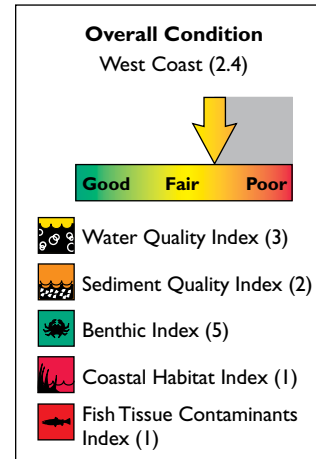 Overall Condition
West Coast (2.4)
Good Fair Poor
Water Quality Index (3)
Sediment Quality Index (2)
Benthic Index (5)
Coastal Habitat Index (1)
Fish Tissue Contaminants
Index (1)